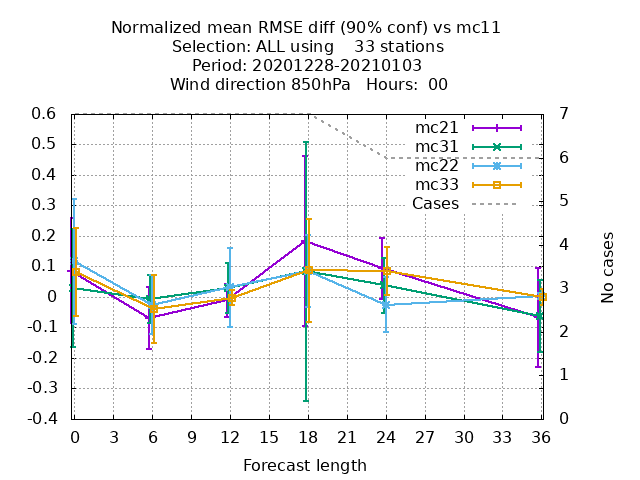 Normalized mean RMSE diff (90% conf) vs mc11
Selection: ALL using    33 stations
Period: 20201228-20210103
Wind direction 850hPa   Hours:  00
0.6
0.5
0.4
0.3
0.2
0.1
0
-0.1
-0.2
-0.3
-0.4
7
6
5
4
3
2
1
0
mc21
mc31
mc22
mc33
Cases
No cases
0 3 6 9 12 15 18 21 24 27 30 33 36
Forecast length